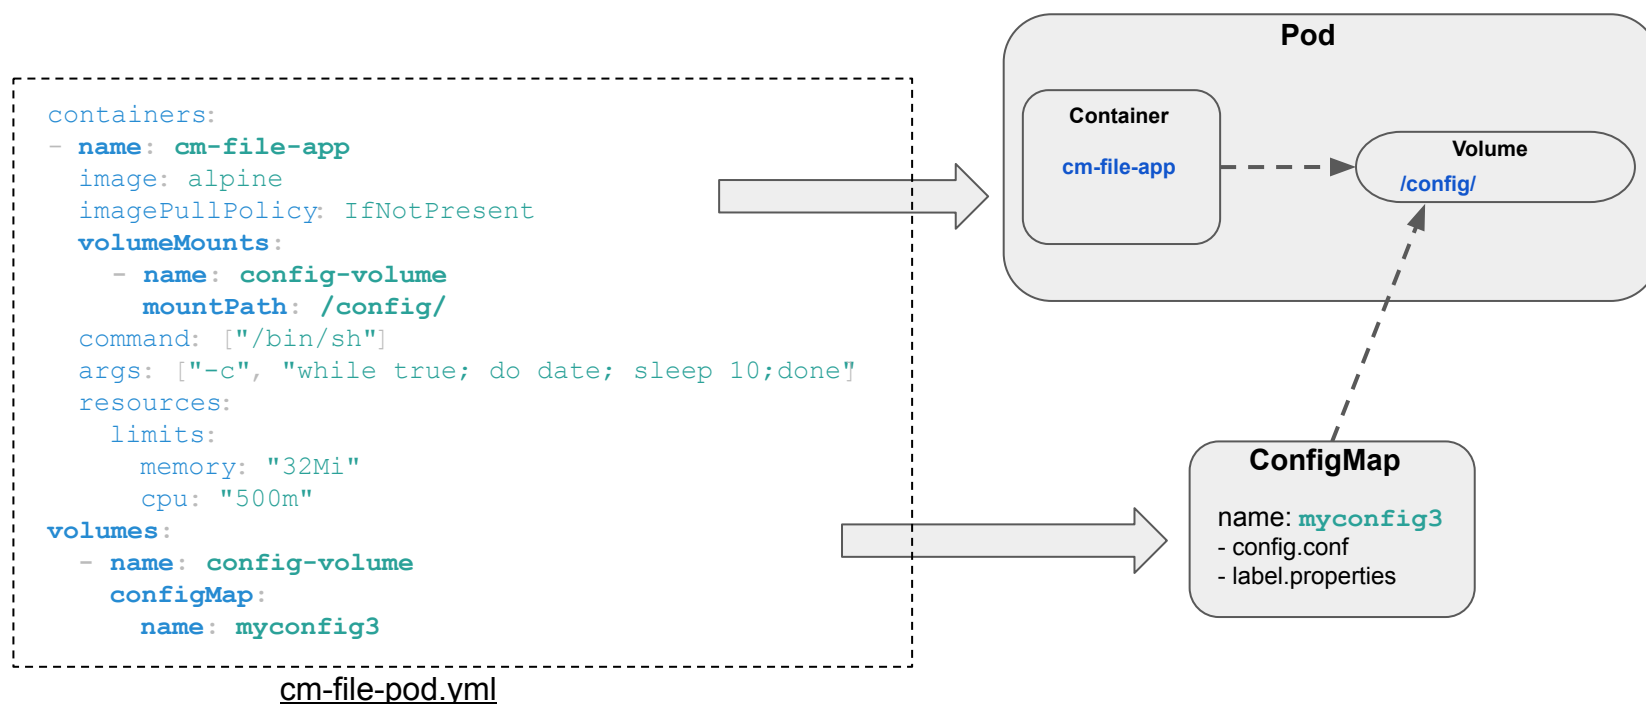 containers:
- name: cm-file-app
image: alpine
imagePullPolicy: IfNotPresent
volumeMounts:
- name: config-volume
mountPath: /config/
command: ["/bin/sh"]
args: ["-c", "while true; do date; sleep 10;done"]
resources:
limits:
memory: "32Mi"
cpu: "500m"
volumes:
- name: config-volume
configMap:
name: myconfig3
cm-file-pod.yml
Pod
Container
cm-file-app
Volume
/config/
ConfigMap
name: myconfig3
- config.conf
- label.properties